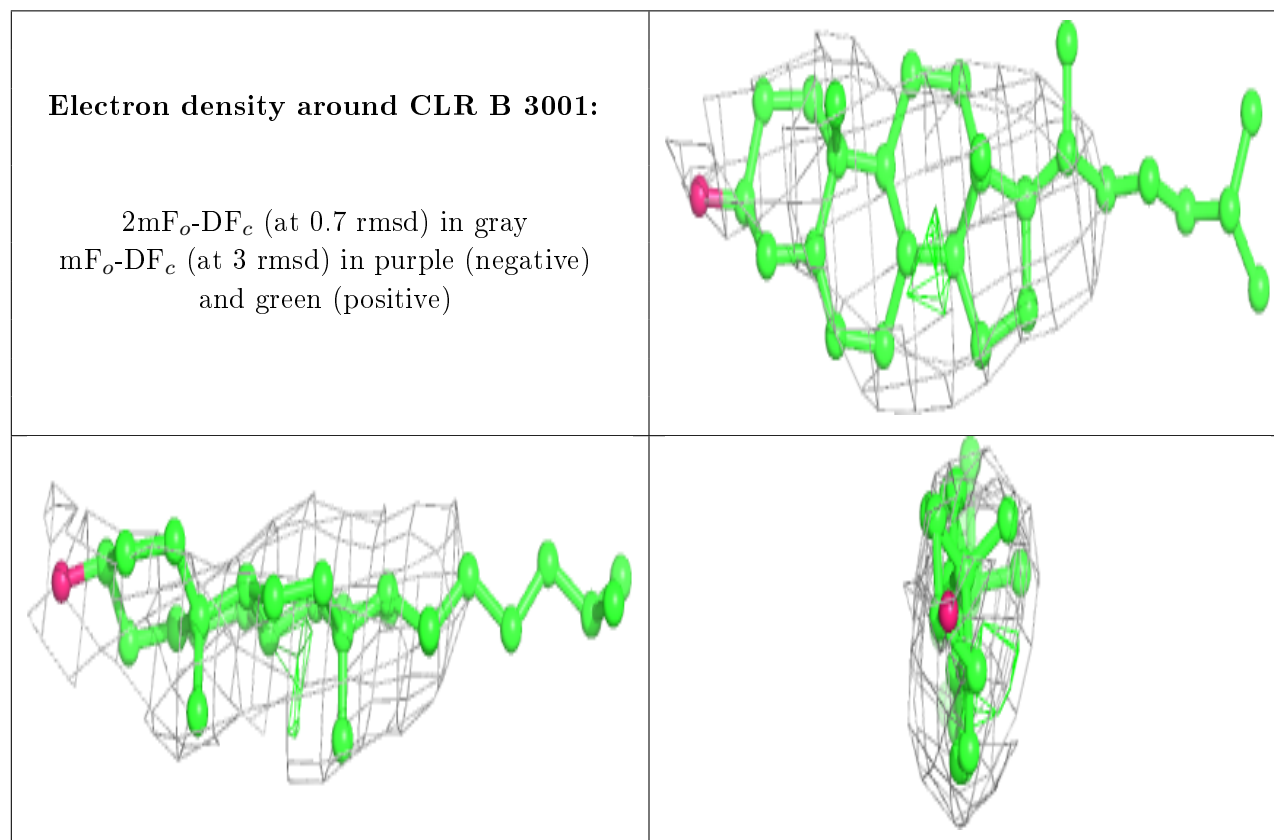 Electron density around CLR B 3001:
2mFo-DFc (at 0.7 rmsd) in gray
mFo-DFc (at 3 rmsd) in purple (negative)
and green (positive)